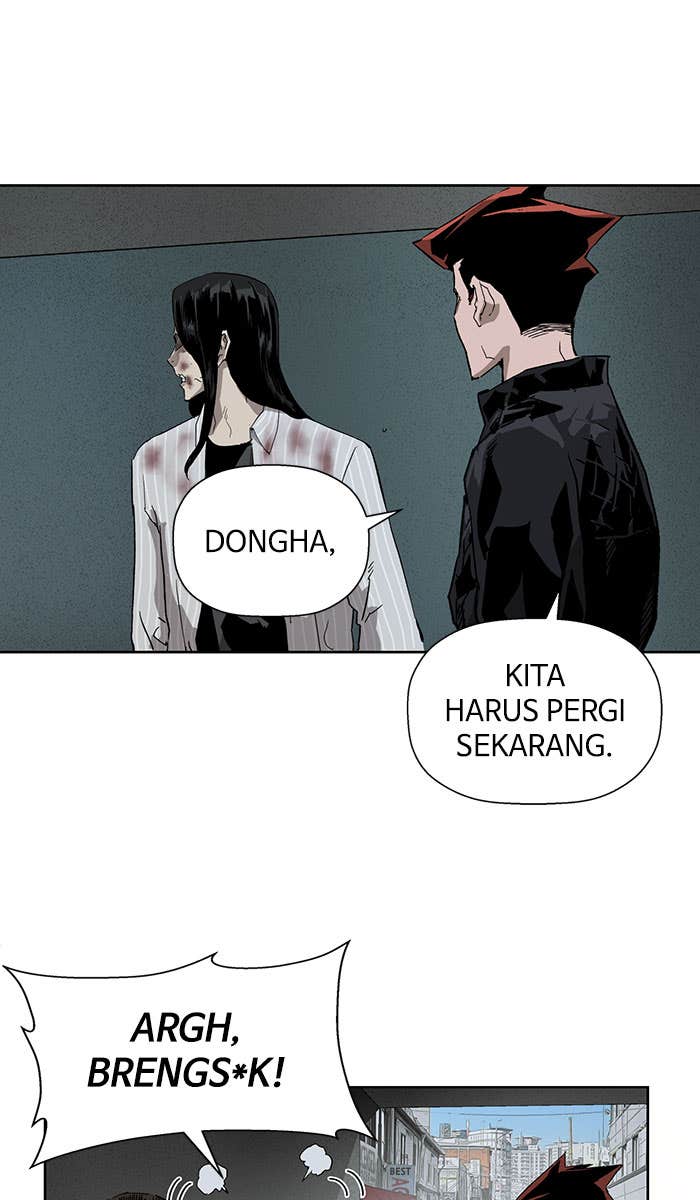 DONGHA,
KITA
HARUS PERGI
SEKARANG.
ARGH,
BRENGS*K!
BEST